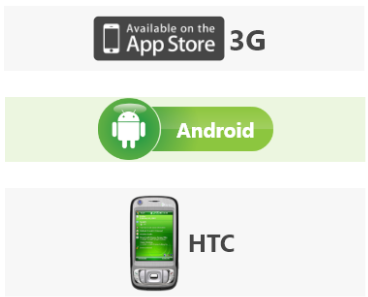 Available on the
App Store 3G
Android
HTC